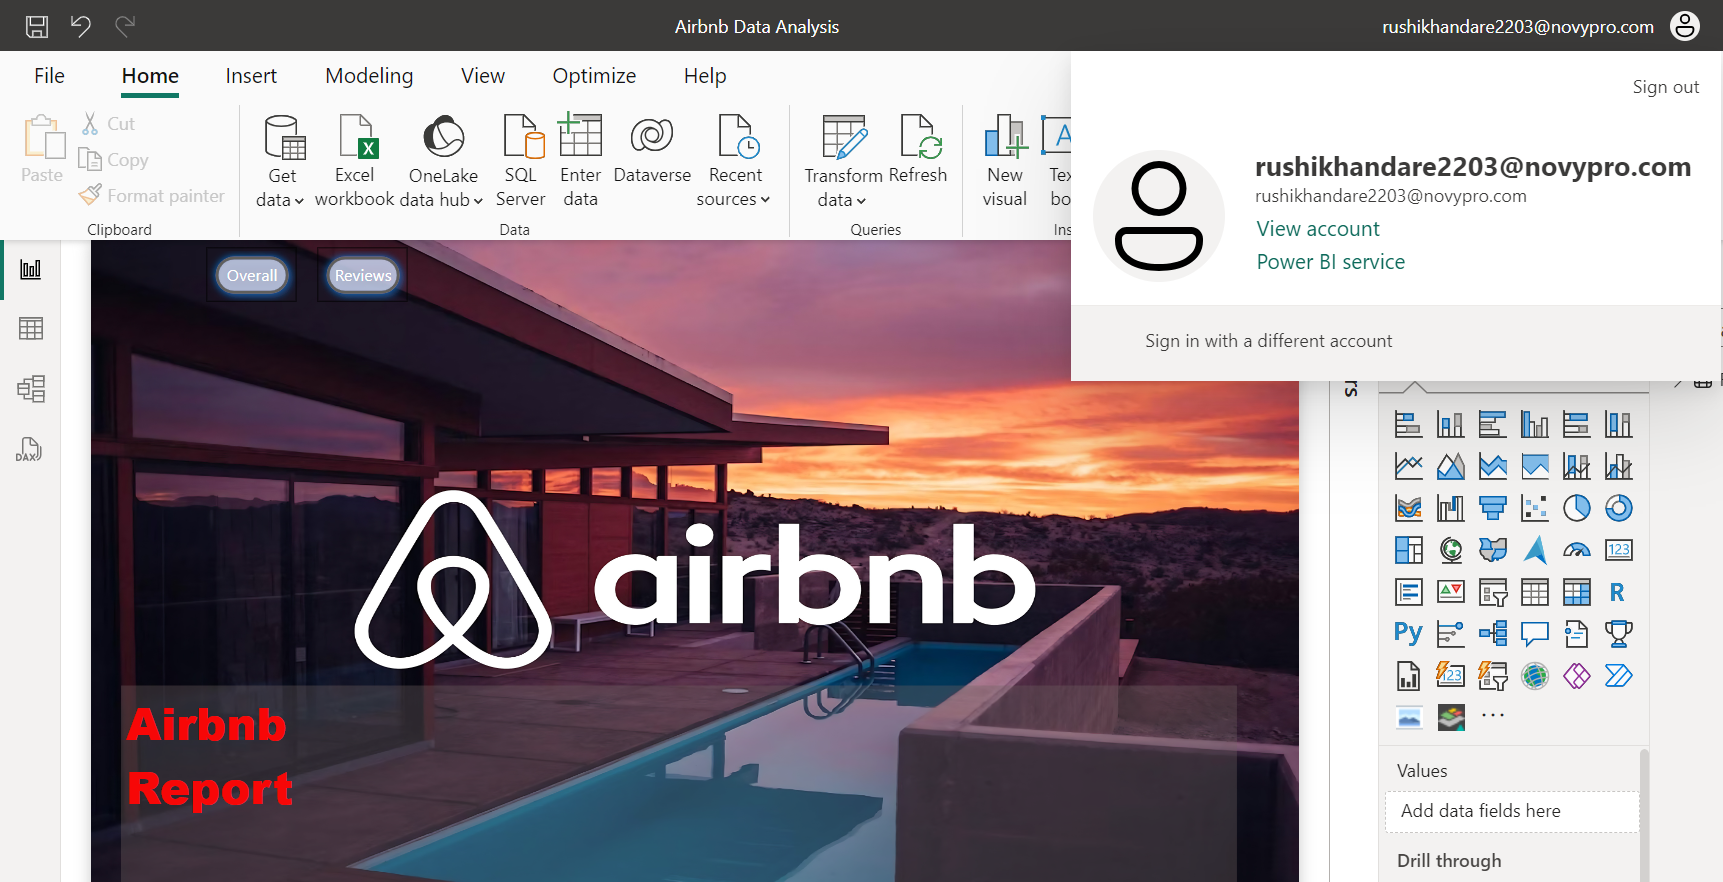 Airbnb Data Analysis
rushikhandare2203@novypro.com
File Home Insert Modeling View Optimize Help
Sign out
Paste
Cut
Copy
Format painter
Clipboard
Get
data
Excel
workbook
OneLake
data hub
SQL
Server
Enter
data
Dataverse
Recent
sources
Data
Transform
data
Refresh
Queries
New
visual
rushikhandare2203@novypro.com
rushikhandare2203@novypro.com
View account
Power BI service
Sign in with a different account
Overall
Reviews
DAX
airbnb
Airbnb
Report
123
R
Py
123
Values
Add data fields here
Drill through